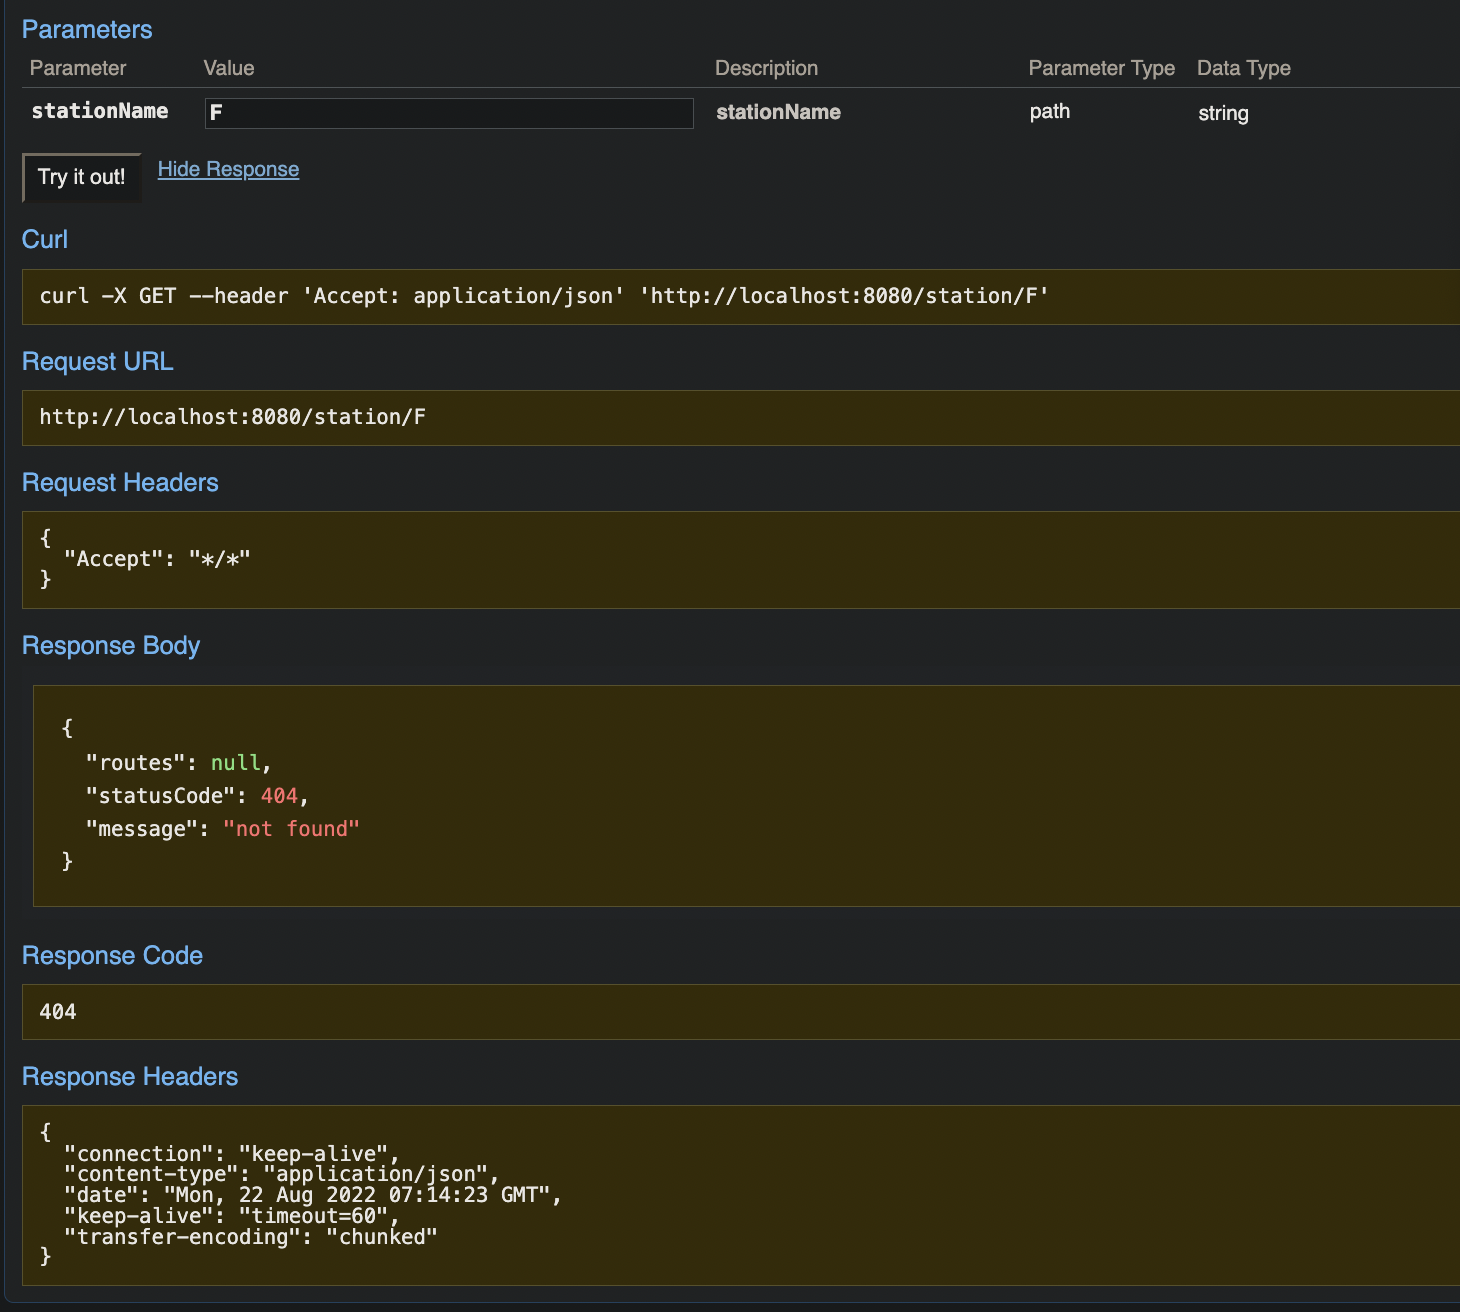 Parameters
Parameter Value Description Parameter Type Data Type
stationName F stationName path string
Try it out! Hide Response
Curl
curl -X GET --header 'Accept: application/json' 'http://localhost:8080/station/F'
Request URL
http://localhost:8080/station/F
Request Headers
{
  "Accept": "*/*"
}
Response Body
{
  "routes": null,
  "statusCode": 404,
  "message": "not found"
}
Response Code
404
Response Headers
{
  "connection": "keep-alive",
  "content-type": "application/json",
  "date": "Mon, 22 Aug 2022 07:14:23 GMT",
  "keep-alive": "timeout=60",
  "transfer-encoding": "chunked"
}